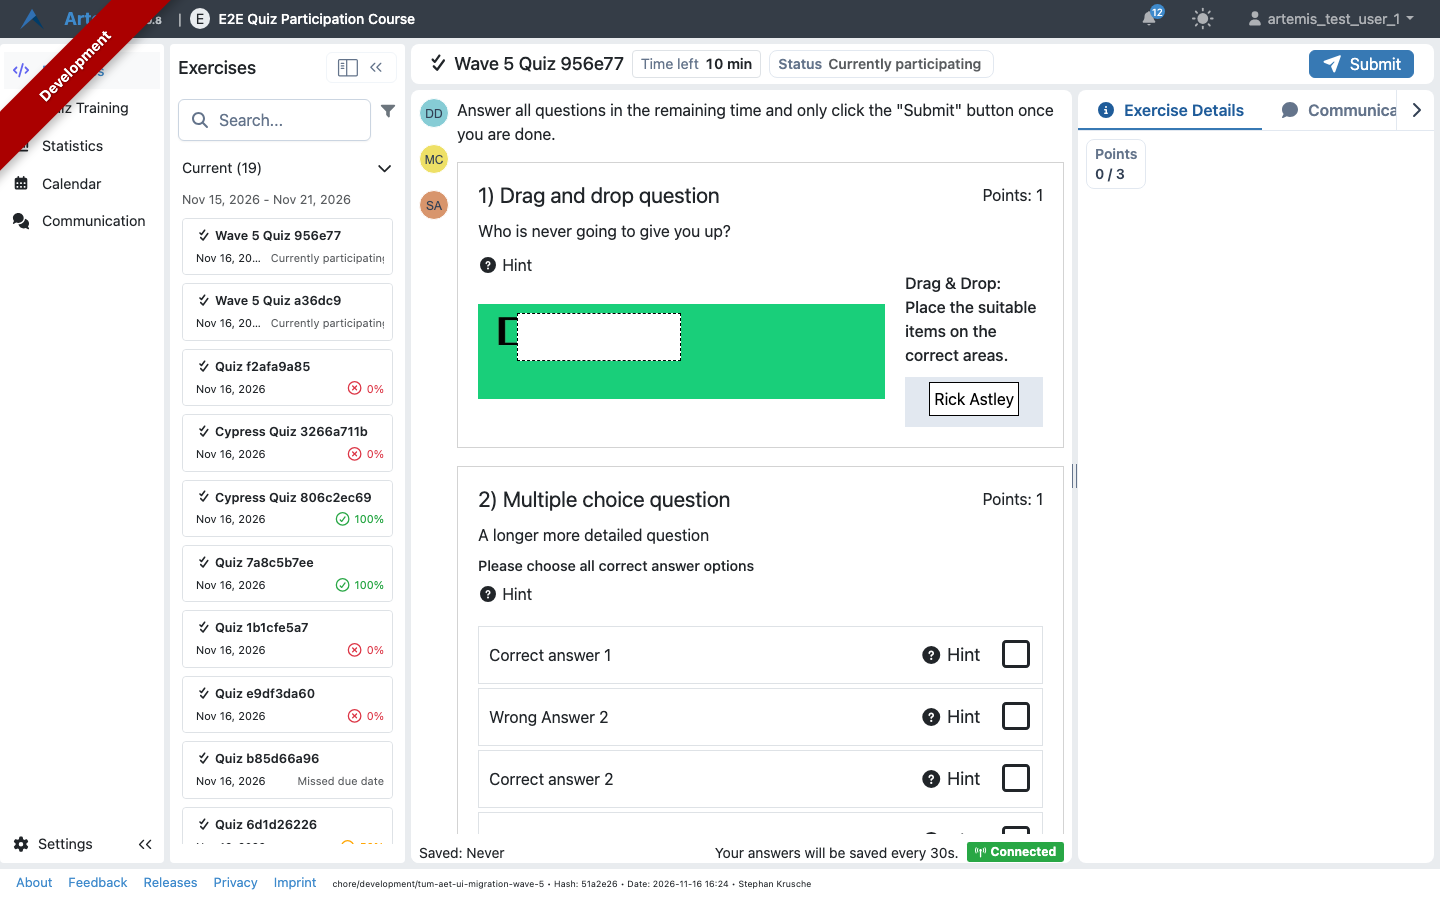 E
E2E Quiz Participation Course
12
artemis_test_user_1
Development
Quiz Training
Statistics
Calendar
Communication
Settings
Exercises
Search...
Current (19)
Nov 15, 2026 - Nov 21, 2026
Wave 5 Quiz 956e77
Nov 16, 20... Currently participating
Wave 5 Quiz a36dc9
Nov 16, 20... Currently participating
Quiz f2afa9a85
Nov 16, 2026 0%
Cypress Quiz 3266a711b
Nov 16, 2026 0%
Cypress Quiz 806c2ec69
Nov 16, 2026 100%
Quiz 7a8c5b7ee
Nov 16, 2026 100%
Quiz 1b1cfe5a7
Nov 16, 2026 0%
Quiz e9df3da60
Nov 16, 2026 0%
Quiz b85d66a96
Nov 16, 2026 Missed due date
Quiz 6d1d26226
Wave 5 Quiz 956e77
Time left 10 min
Status Currently participating
Submit
DD
MC
SA
Answer all questions in the remaining time and only click the "Submit" button once
you are done.
1) Drag and drop question
Points: 1
Who is never going to give you up?
Hint
Drag & Drop:
Place the suitable
items on the
correct areas.
Rick Astley
2) Multiple choice question
Points: 1
A longer more detailed question
Please choose all correct answer options
Hint
Correct answer 1 Hint
Wrong Answer 2 Hint
Correct answer 2 Hint
Saved: Never
Your answers will be saved every 30s.
Connected
Exercise Details
Communica
Points
0 / 3
About Feedback Releases Privacy Imprint
chore/development/tum-aet-ui-migration-wave-5 • Hash: 51a2e26 • Date: 2026-11-16 16:24 • Stephan Krusche